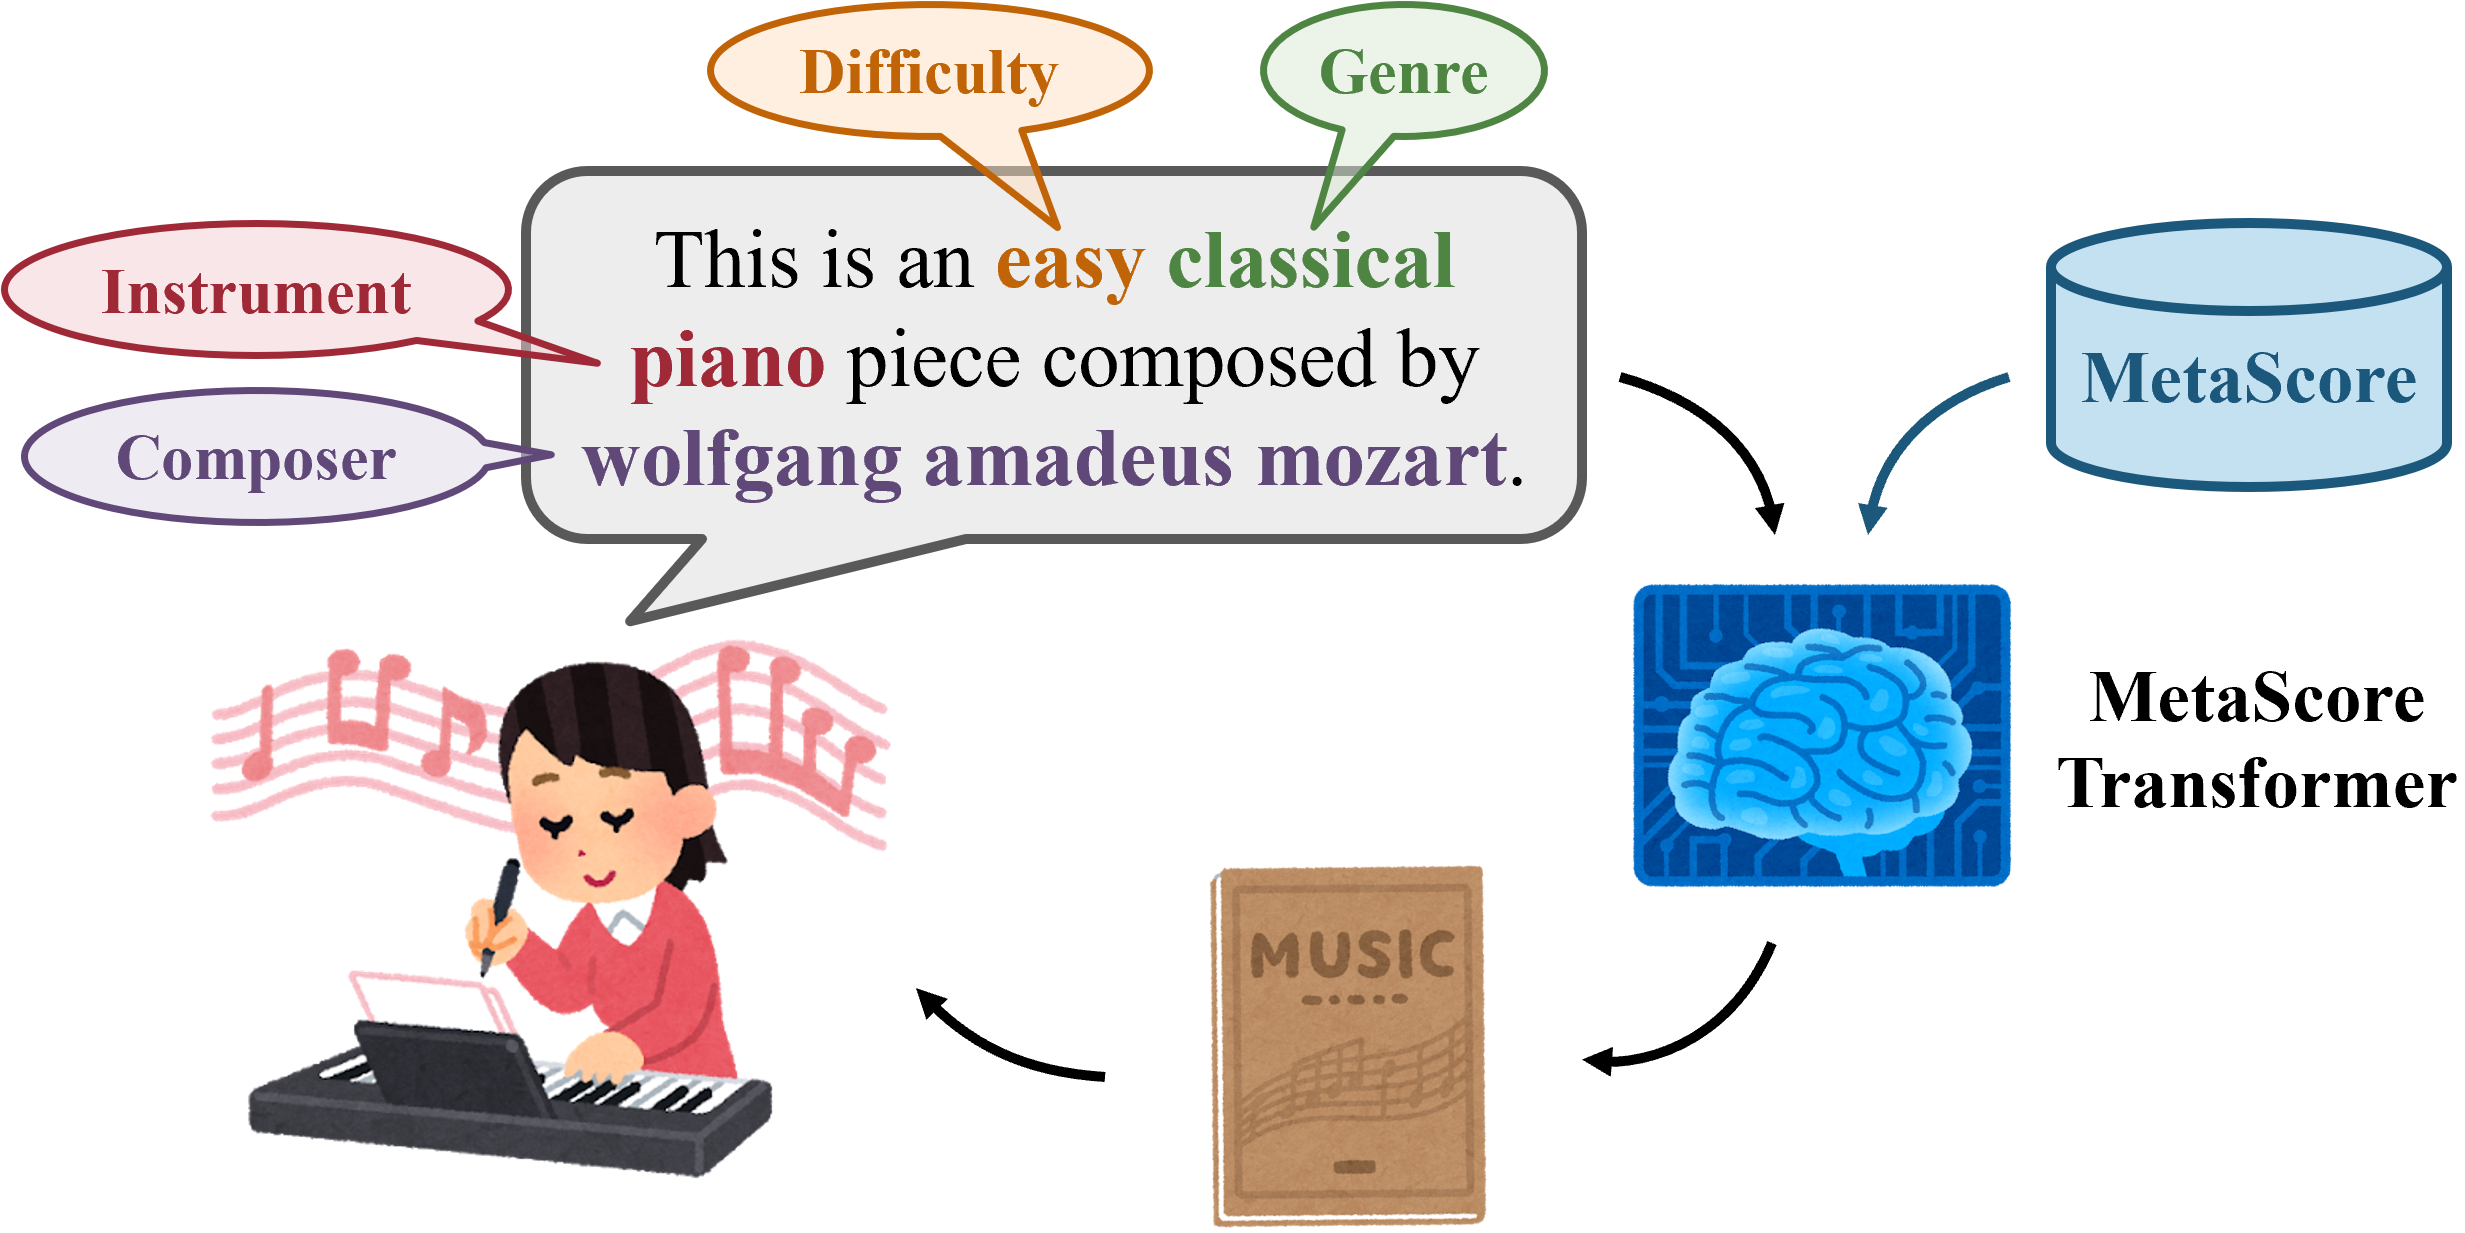 Difficulty
Genre
Instrument
Composer
This is an easy classical
piano piece composed by
wolfgang amadeus mozart.
MetaScore
MetaScore
Transformer
MUSIC